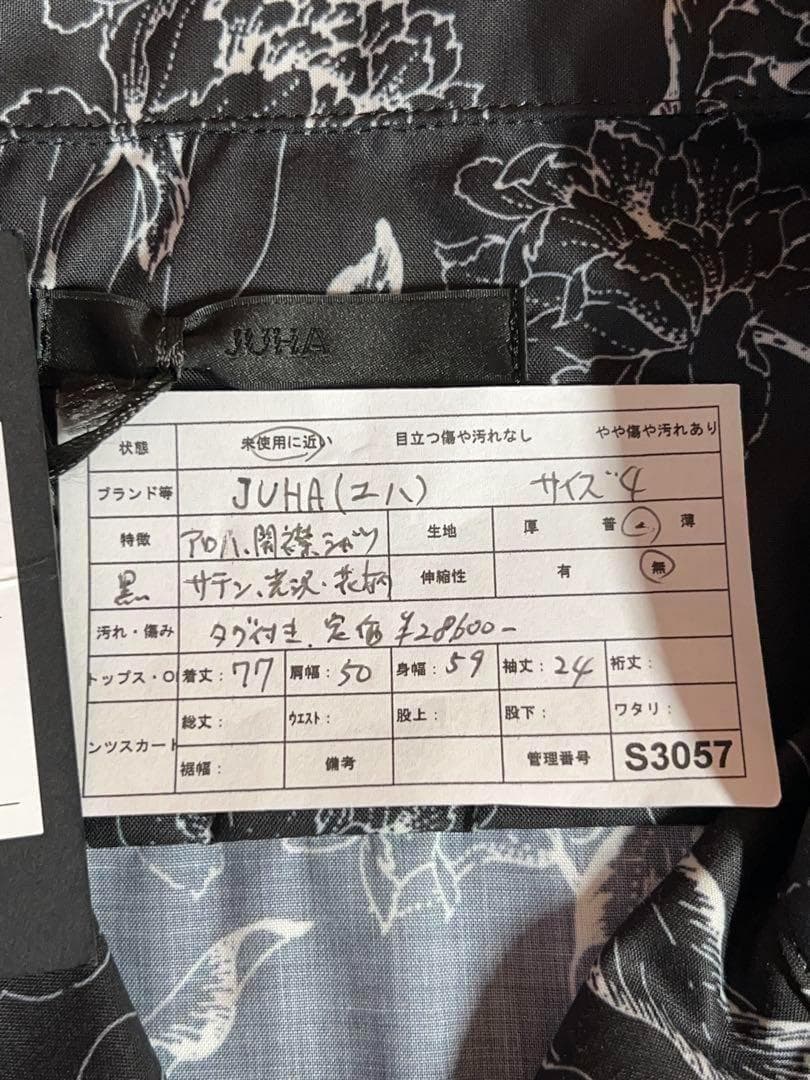 JUHA
状態 未使用に近い 目立つ傷や汚れなし やや傷や汚れあり
ブランド等 JUHA(ユハ) サイズ4
特徴 アロハ、開襟シャツ 生地 厚 普 薄
黒 サテン、光沢・花柄 伸縮性 有 無
汚れ・傷み タグ付き、定価¥28600-
トップス・O 着丈:77 肩幅:50 身幅:59 袖丈:24 裄丈:
総丈: ウエスト: 股上: 股下: ワタリ:
ンツスカート
裾幅: 備考 管理番号 S3057